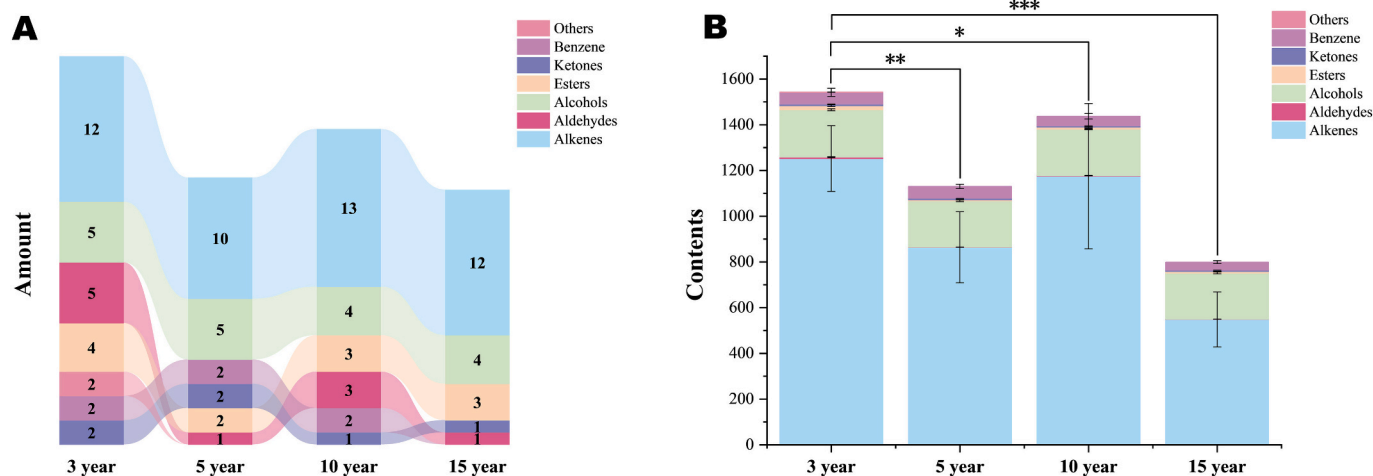 A
Others
Benzene
Ketones
Esters
Alcohols
Aldehydes
Alkenes
Amount
12
5
5
4
2
2
2
10
5
2
2
2
1
13
4
3
3
2
1
12
4
3
1
1
3 year
5 year
10 year
15 year
B
***
*
**
Others
Benzene
Ketones
Esters
Alcohols
Aldehydes
Alkenes
Contents
1600
1400
1200
1000
800
600
400
200
0
3 year
5 year
10 year
15 year